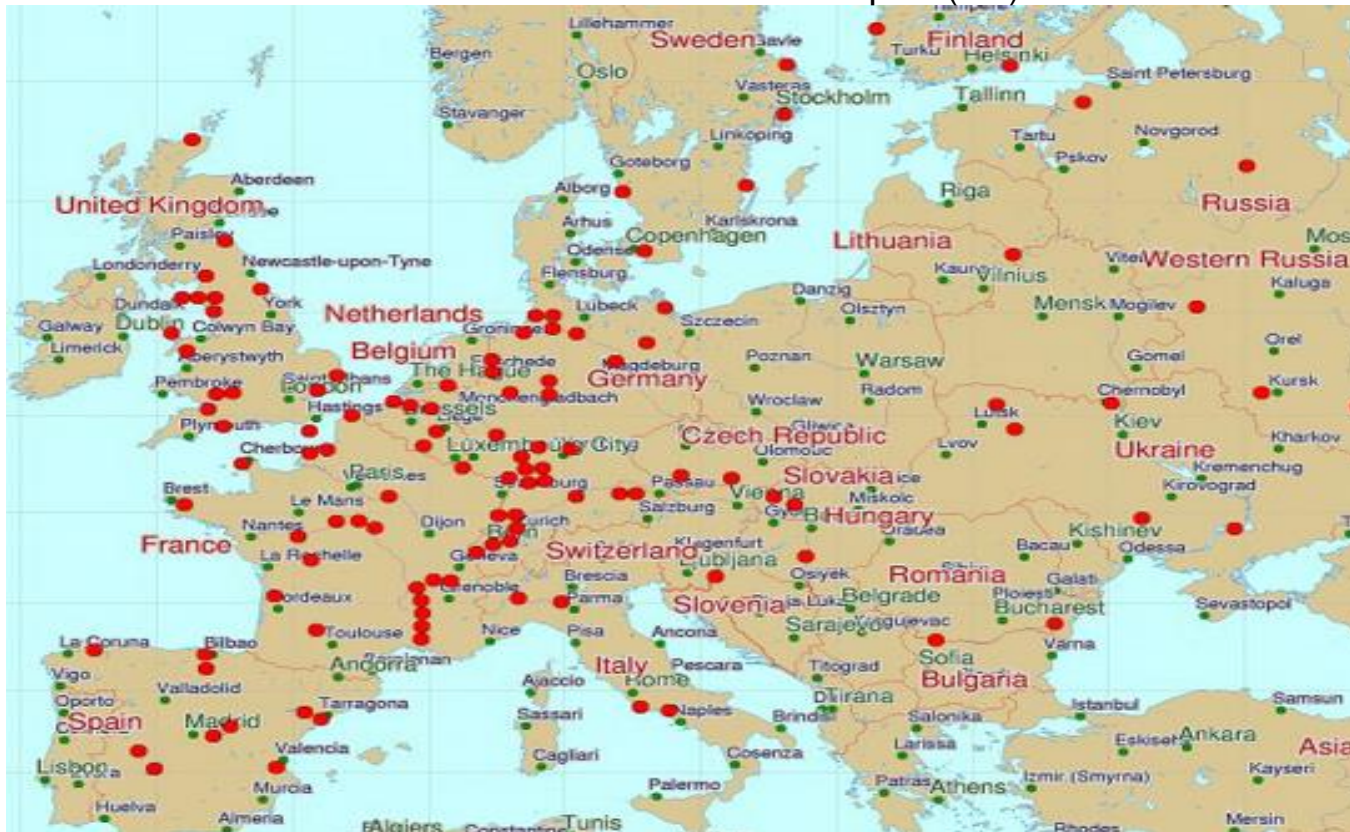 Lillehammer
Sweden
Gavle
Finland
Turku
Helsinki
Bergen
Oslo
Vasteras
Saint Petersburg
Stockholm
Tallinn
Stavanger
Linkoping
Tartu
Novgorod
Pskov
Goteborg
Aberdeen
Alborg
Riga
United Kingdom
Karlskrona
Russia
Arhus
Paisley
Copenhagen
Lithuania
Odense
Mos
Western Russia
Londonderry
Newcastle-upon-Tyne
Flensburg
Vilnius
Kaluga
Dundalk
York
Netherlands
Lübeck
Danzig
Mensk
Mogilev
Dublin
Galway
Colwyn Bay
Groningen
Szczecin
Olsztyn
Limerick
Belgium
Aberystwyth
Enschede
Magdeburg
Poznan
Warsaw
Gomel
Orel
Pembroke
London
The Hague
Germany
Radom
Chernobyl
Kursk
Hastings
Wroclaw
Lutsk
Plymouth
Brussels
Czech Republic
Lvov
Kiev
Kharkov
Cherbourg
Luxembourg City
Olomouc
Ukraine
Paris
Slovakia
Kremenchug
Brest
Le Mans
Passau
Vienna
Miskolc
Kirovograd
Nantes
Dijon
Salzburg
Hungary
Kishinev
France
Zurich
Switzerland
Klagenfurt
Bacau
Odessa
La Rochelle
Geneva
Ljubljana
Romania
Grenoble
Brescia
Osiyek
Galati
Bordeaux
Parma
Slovenia
Belgrade
Ploiesti
Bucharest
Sevastopol
La Coruna
Bilbao
Toulouse
Nice
Pisa
Ancona
Sarajevo
Varna
Vigo
Andorra
Italy
Pescara
Titograd
Sofia
Valladolid
Ajaccio
Rome
Bulgaria
Oporto
Tarragona
Tirana
Istanbul
Samsun
Spain
Madrid
Sassari
Naples
Brindisi
Salonika
Ankara
Valencia
Cosenza
Larissa
Asia
Lisbon
Cagliari
Kayseri
Murcia
Palermo
Patras
Athens
Izmir (Smyrna)
Huelva
Almeria
Algiers
Tunis
Rhodes
Mersin